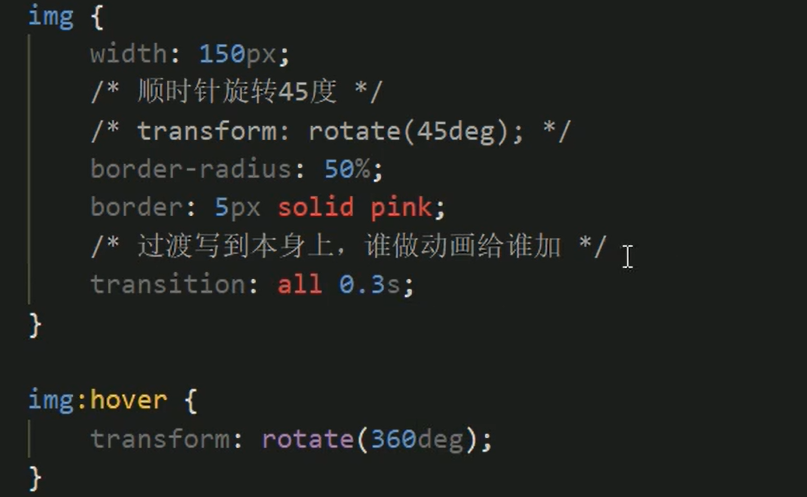 img {
width: 150px;
/* 顺时针旋转45度 */
/* transform: rotate(45deg); */
border-radius: 50%;
border: 5px solid pink;
/* 过渡写到本身上，谁做动画给谁加 */
transition: all 0.3s;
}
img:hover {
transform: rotate(360deg);
}